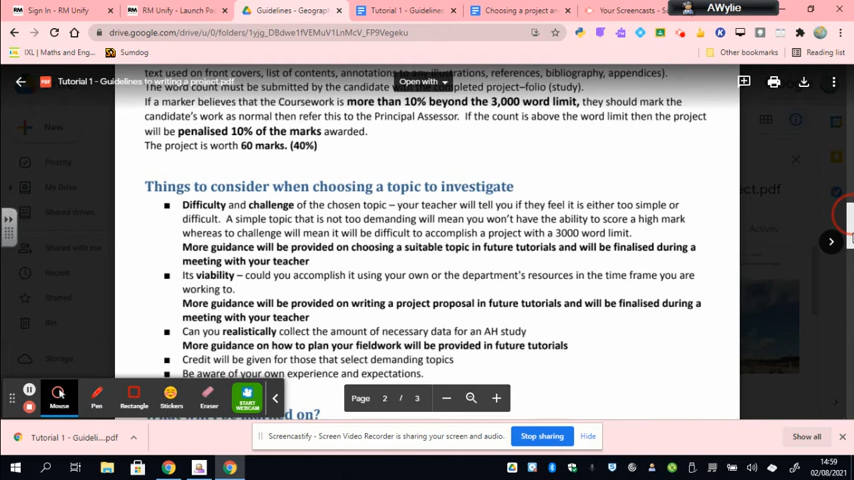 Sign In - RM Unify
RM Unify - Launch Pa
Guidelines - Geograp
Tutorial 1 - Guidelines
Choosing a project an
Your Screencasts - S
AWylie
drive.google.com/drive/u/0/folders/1yjg_DBdwe1fVEMuV1LnMcV_FP9Vegeku
IXL | Maths and Eng...
Sumdog
Other bookmarks
Reading list
PDF
Tutorial 1 - Guidelines to writing a project.pdf
Open with
text used on front covers, list of contents, annotations to any illustrations, references, bibliography, appendices).
The word count must be submitted by the candidate with the completed project–folio (study).
If a marker believes that the Coursework is more than 10% beyond the 3,000 word limit, they should mark the
candidate's work as normal then refer this to the Principal Assessor. If the count is above the word limit then the project
will be penalised 10% of the marks awarded.
The project is worth 60 marks. (40%)
New
Priority
My Drive
Shared drives
Shared with me
Recent
Starred
Bin
Storage
ject.pdf
Activity
Things to consider when choosing a topic to investigate
Difficulty and challenge of the chosen topic – your teacher will tell you if they feel it is either too simple or
difficult. A simple topic that is not too demanding will mean you won't have the ability to score a high mark
whereas to challenge will mean it will be difficult to accomplish a project with a 3000 word limit.
More guidance will be provided on choosing a suitable topic in future tutorials and will be finalised during a
meeting with your teacher
Its viability – could you accomplish it using your own or the department's resources in the time frame you are
working to.
More guidance will be provided on writing a project proposal in future tutorials and will be finalised during a
meeting with your teacher
Can you realistically collect the amount of necessary data for an AH study
More guidance on how to plan your fieldwork will be provided in future tutorials
Credit will be given for those that select demanding topics
Be aware of your own experience and expectations.
Mouse
Pen
Rectangle
Stickers
Eraser
START
WEBCAM
Page 2 / 3
Tutorial 1 - Guideli....pdf
Screencastify - Screen Video Recorder is sharing your screen and audio.
Stop sharing
Hide
Show all
14:59
02/08/2021